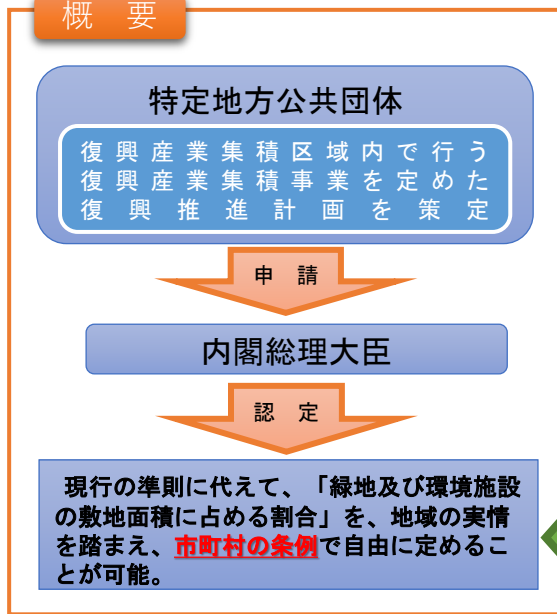 概　要
特定地方公共団体
復興産業集積区域内で行う
復興産業集積事業を定めた
復興推進計画を策定
申　請
内閣総理大臣
認　定
現行の準則に代えて、「緑地及び環境施設
の敷地面積に占める割合」を、地域の実情
を踏まえ、市町村の条例で自由に定めるこ
とが可能。